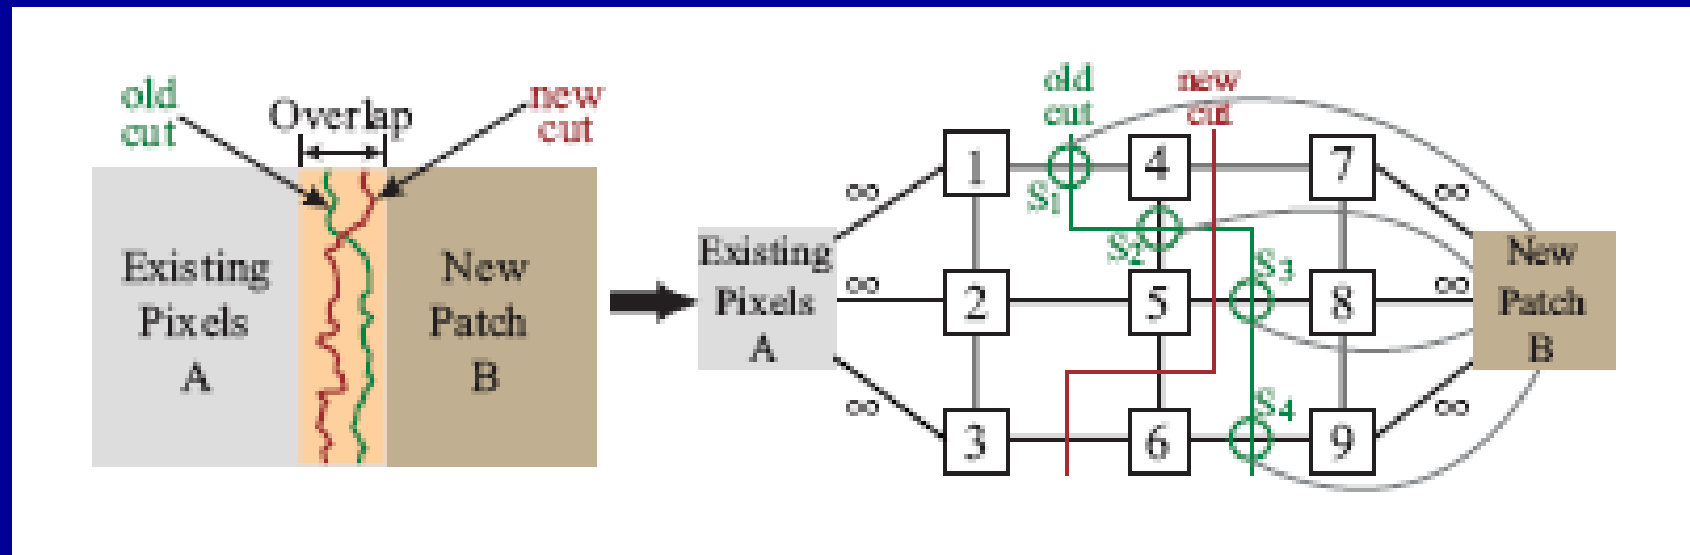 old
cut
Overlap
new
cut
Existing
Pixels
A
New
Patch
B
old
cut
new
cut
1
4
7
S1
∞
∞
S2
Existing
Pixels
A
∞
2
5
S3
8
∞
New
Patch
B
∞
3
6
S4
9
∞